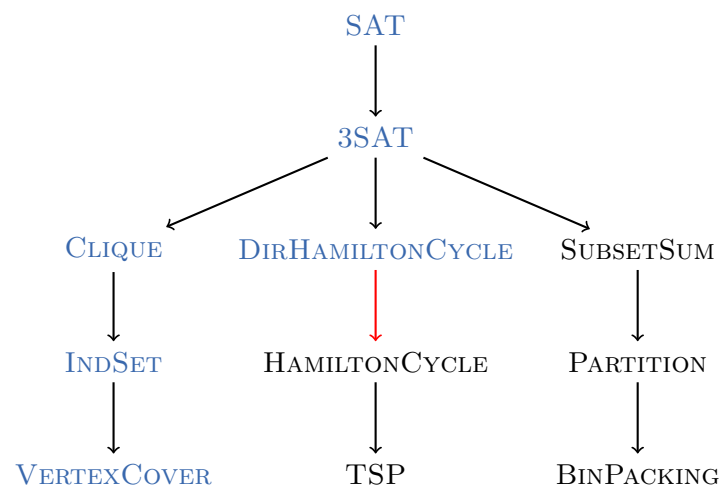 SAT
3SAT
CLIQUE DIRHAMILTONCYCLE SUBSETSUM
INDSET HAMILTONCYCLE PARTITION
VERTEXCOVER TSP BINPACKING